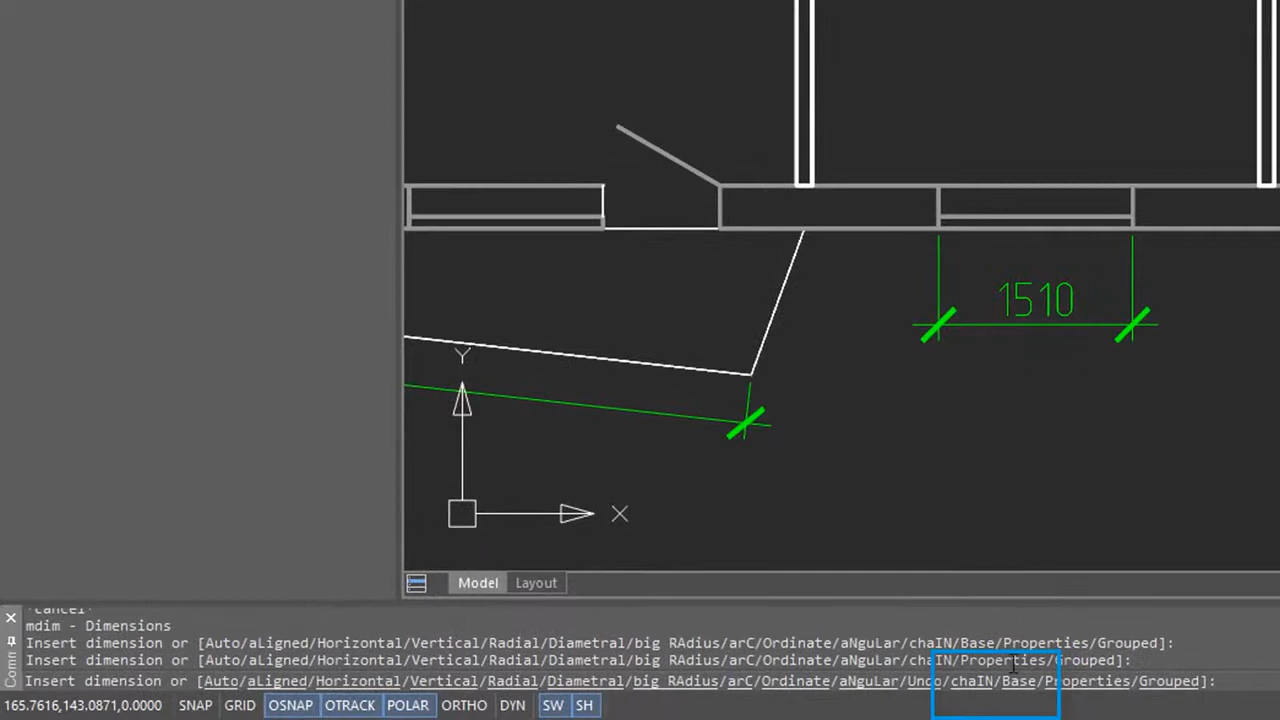 1510
Y
X
Model Layout
*Cancel*
mdim - Dimensions
Insert dimension or [Auto/aLigned/Horizontal/Vertical/Radial/Diametral/big RAdius/arC/Ordinate/aNguLar/chaIN/Base/Properties/Grouped]:
Insert dimension or [Auto/aLigned/Horizontal/Vertical/Radial/Diametral/big RAdius/arC/Ordinate/aNguLar/chaIN/Properties/Grouped]:
Insert dimension or [Auto/aLigned/Horizontal/Vertical/Radial/Diametral/big RAdius/arC/Ordinate/aNguLar/Undo/chaIN/Base/Properties/Grouped]:
Comm
165.7616,143.0871,0.0000 SNAP GRID OSNAP OTRACK POLAR ORTHO DYN SW SH